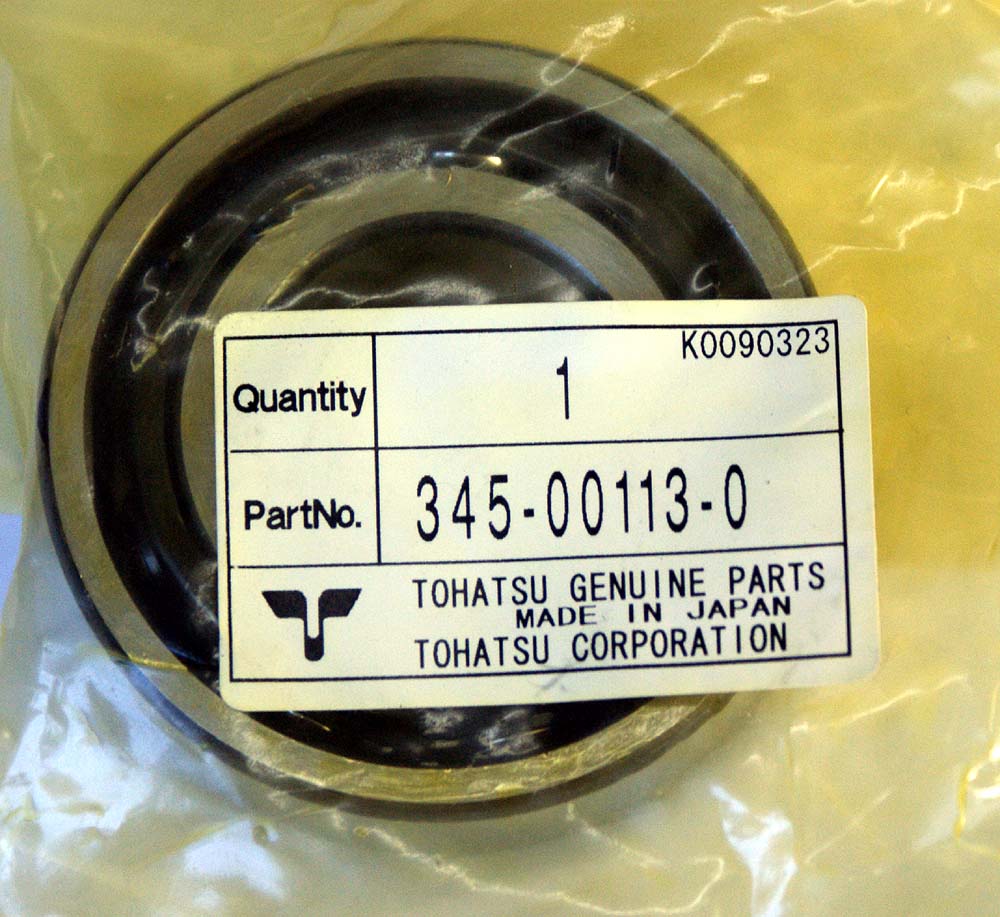 K0090323
Quantity 1
PartNo. 345-00113-0
TOHATSU GENUINE PARTS
MADE IN JAPAN
TOHATSU CORPORATION